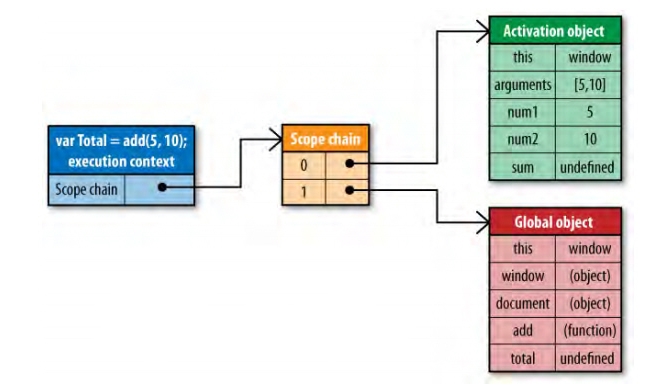 var Total = add(5, 10);
execution context
Scope chain
Scope chain
0
1
Activation object
this window
arguments [5,10]
num1 5
num2 10
sum undefined
Global object
this window
window (object)
document (object)
add (function)
total undefined